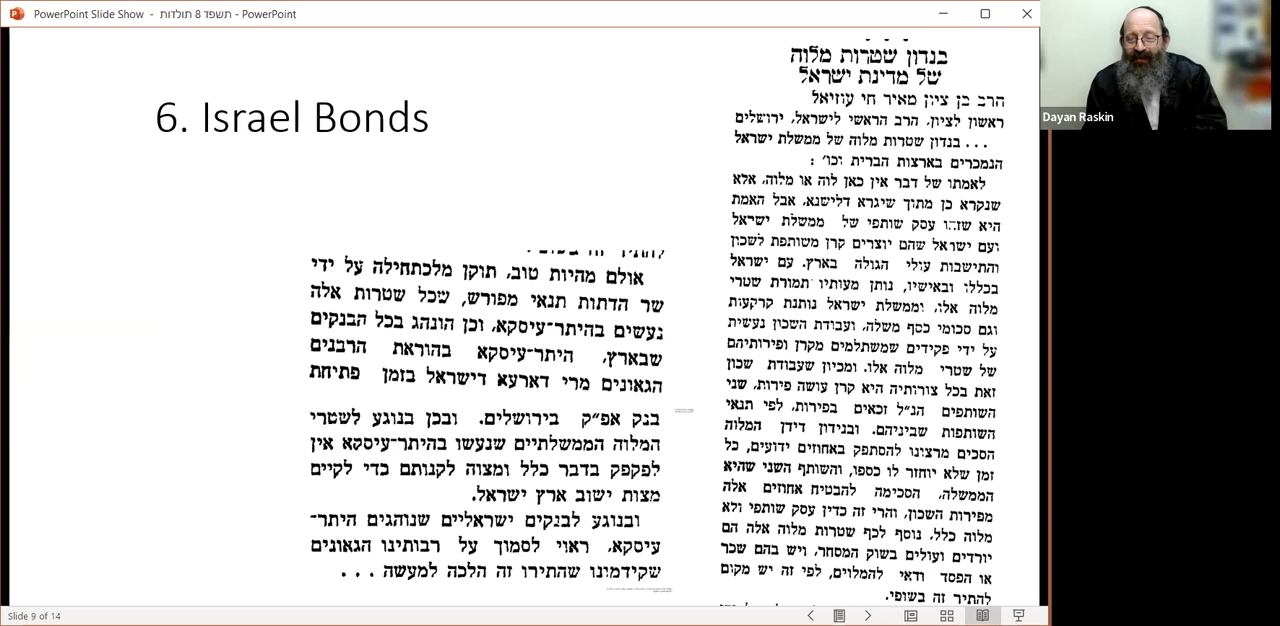 PowerPoint Slide Show - תשפד 8 תולדות - PowerPoint
Dayan Raskin
6. Israel Bonds
בנדון שטרות מלוה
של מדינת ישראל
הרב בן ציון מאיר חי עוזיאל
ראשון לציון, הרב הראשי לישראל, ירושלים
... בנדון שטרות מלוה של ממשלת ישראל
הנמכרים בארצות הברית וכו׳ :
לאמתו של דבר אין כאן לוה או מלוה, אלא
שנקרא כן מתוך שיגרא דלישנא, אבל האמת
היא שזהו עסק שותפי של ממשלת ישראל
ועם ישראל שהם יוצרים קרן משותפת לשכון
והתישבות עולי הגולה בארץ. עם ישראל
בכללו ובאישיו, נותן מעותיו תמורת שטרי
מלוה אלו, וממשלת ישראל נותנת קרקעות
וגם סכומי כסף משלה, ועבודת השכון נעשית
על ידי פקידים שמשתלמים מקרן ופירותיהם
של שטרי מלוה אלו. ומכיון שעבודת שכון
זאת בכל צורותיה היא קרן עושה פירות, שני
השותפים הנ״ל זכאים בפירות, לפי תנאי
השותפות שביניהם. ובנידון דידן המלוה
הסכים מרצונו להסתפק באחוזים ידועים, כל
זמן שלא יוחזר לו כספו, והשותף השני שהיא
הממשלה, הסכימה להבטיח אחוזים אלה
מפירות השכון, והרי זה כדין עסק שותפי ולא
מלוה כלל, נוסף לכף שטרות מלוה אלה הם
יורדים ועולים בשוק המסחר, ויש בהם שכר
או הפסד ודאי להמלוים, לפי זה יש מקום
להתיר זה בשופי.
אולם מהיות טוב, תוקן מלכתחילה על ידי
שר הדתות תנאי מפורש, שכל שטרות אלה
נעשים בהיתר־עיסקא, וכן הונהג בכל הבנקים
שבארץ, היתר־עיסקא בהוראת הרבנים
הגאונים מרי דארעא דישראל בזמן פתיחת
בנק אפ״ק בירושלים. ובכן בנוגע לשטרי
המלוה הממשלתיים שנעשו בהיתר־עיסקא אין
לפקפק בדבר כלל ומצוה לקנותם כדי לקיים
מצות ישוב ארץ ישראל.
ובנוגע לבנקים ישראליים שנוהגים היתר־
עיסקא, ראוי לסמוך על רבותינו הגאונים
שקידמונו שהתירו זה הלכה למעשה ...
Slide 9 of 14